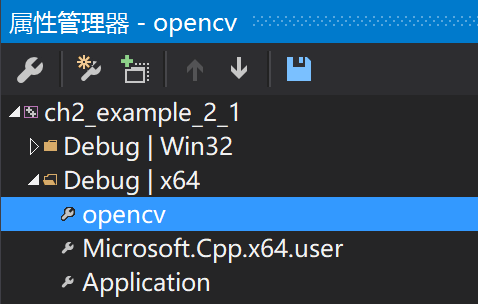 属性管理器 - opencv
ch2_example_2_1
Debug | Win32
Debug | x64
opencv
Microsoft.Cpp.x64.user
Application